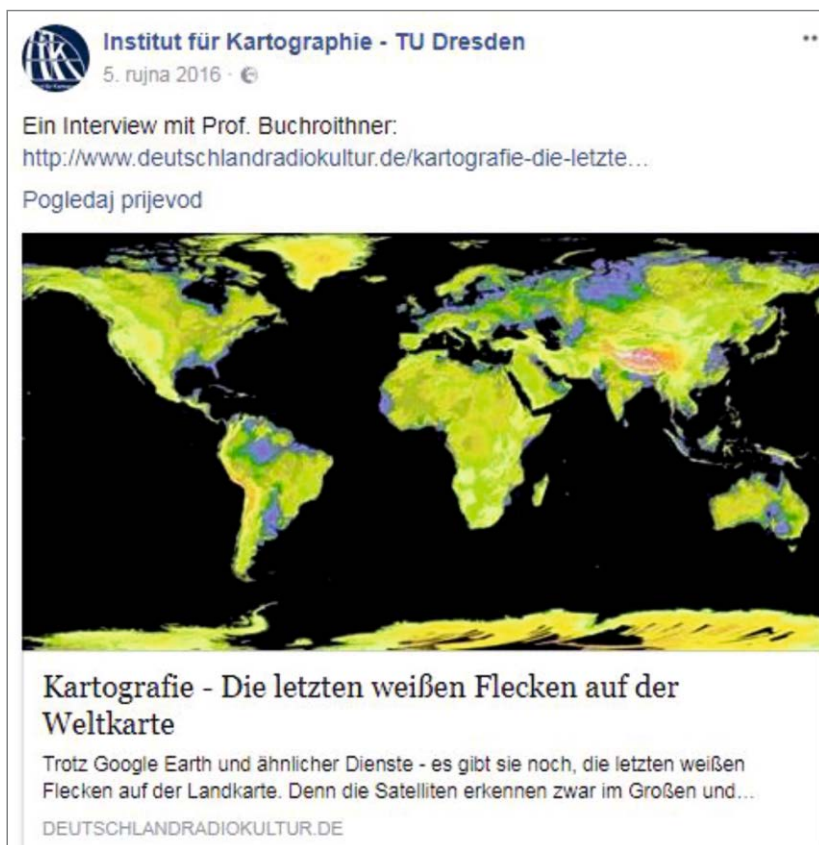 Institut für Kartographie - TU Dresden
5. rujna 2016 ·
Ein Interview mit Prof. Buchroithner:
http://www.deutschlandradiokultur.de/kartografie-die-letzte...
Pogledaj prijevod
Kartografie - Die letzten weißen Flecken auf der
Weltkarte
Trotz Google Earth und ähnlicher Dienste - es gibt sie noch, die letzten weißen
Flecken auf der Landkarte. Denn die Satelliten erkennen zwar im Großen und...
DEUTSCHLANDRADIOKULTUR.DE